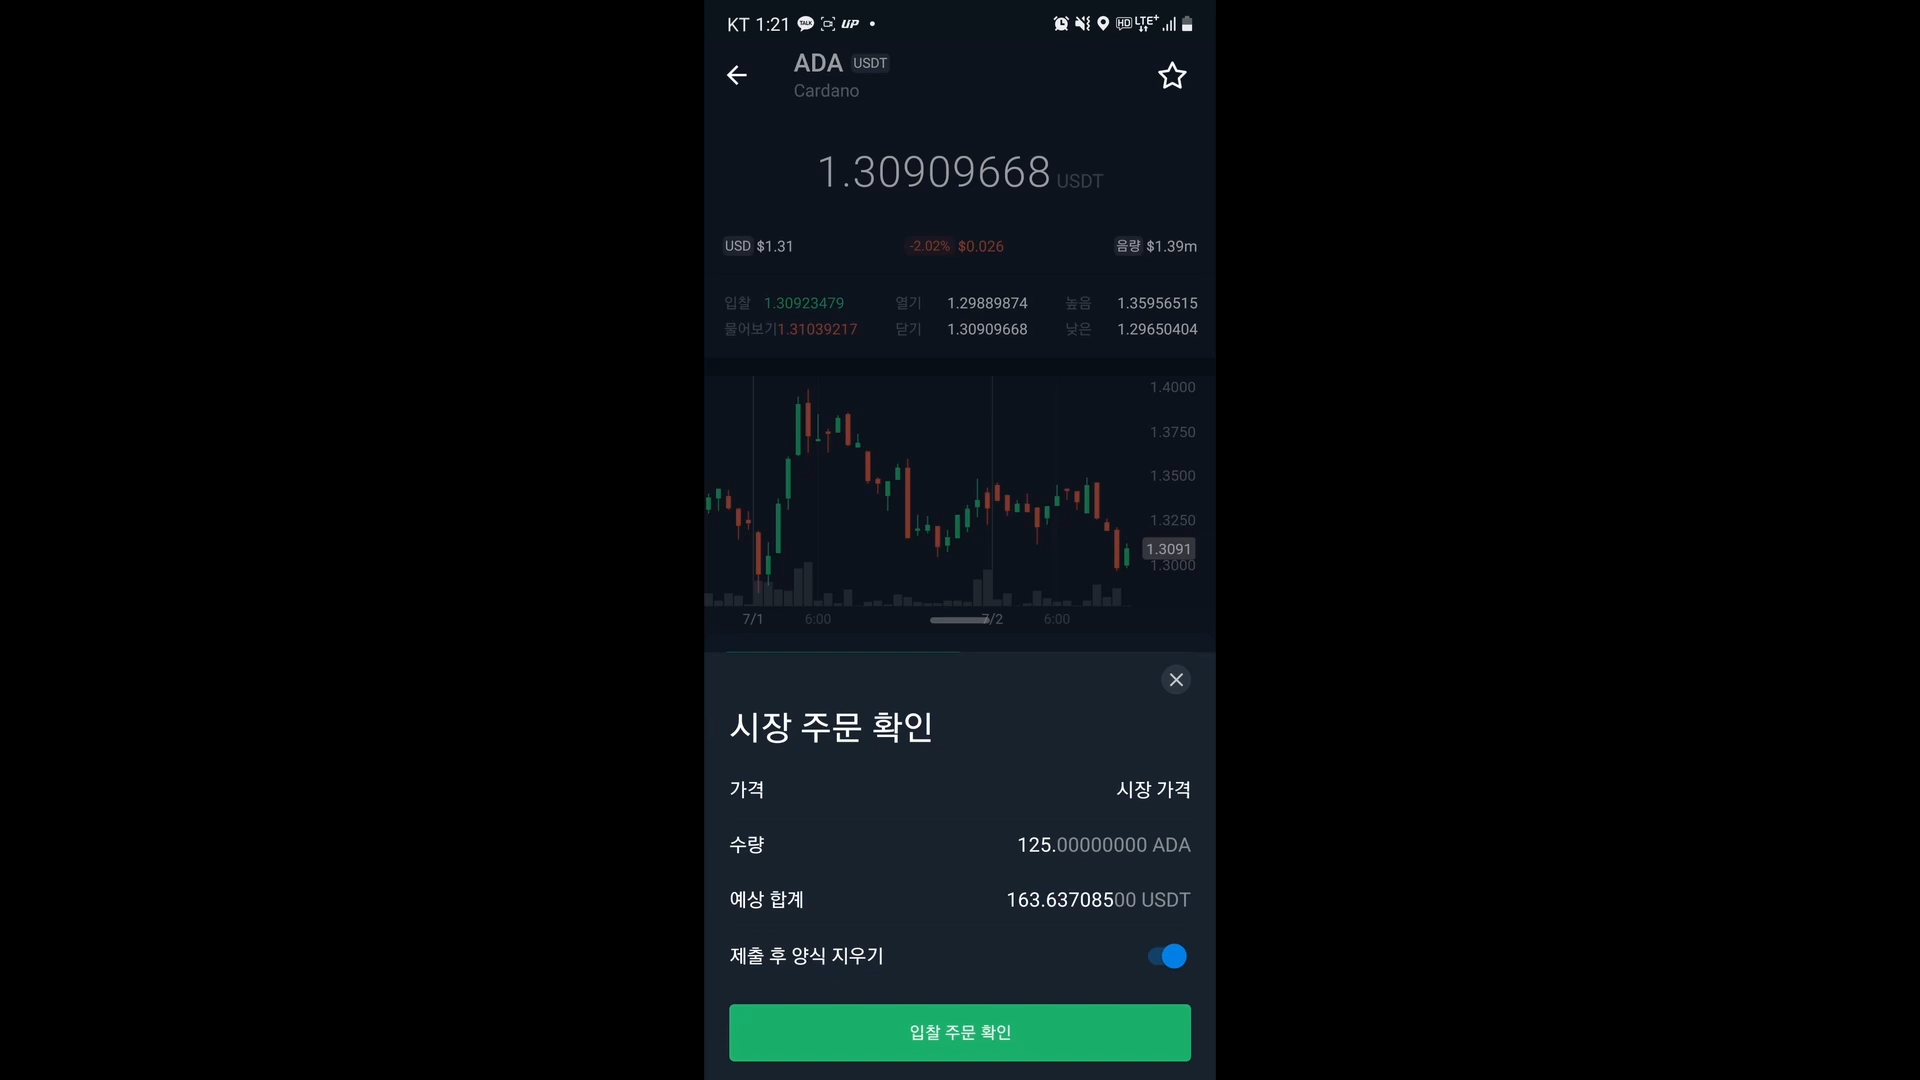 KT 1:21 TALK UP HD LTE+
ADA USDT
Cardano
1.30909668 USDT
USD $1.31 -2.02% $0.026 음량 $1.39m
입찰 1.30923479 열기 1.29889874 높음 1.35956515
물어보기1.31039217 닫기 1.30909668 낮은 1.29650404
1.4000
1.3750
1.3500
1.3250
1.3091
1.3000
7/1 6:00 7/2 6:00
시장 주문 확인
가격 시장 가격
수량 125.00000000 ADA
예상 합계 163.63708500 USDT
제출 후 양식 지우기
입찰 주문 확인